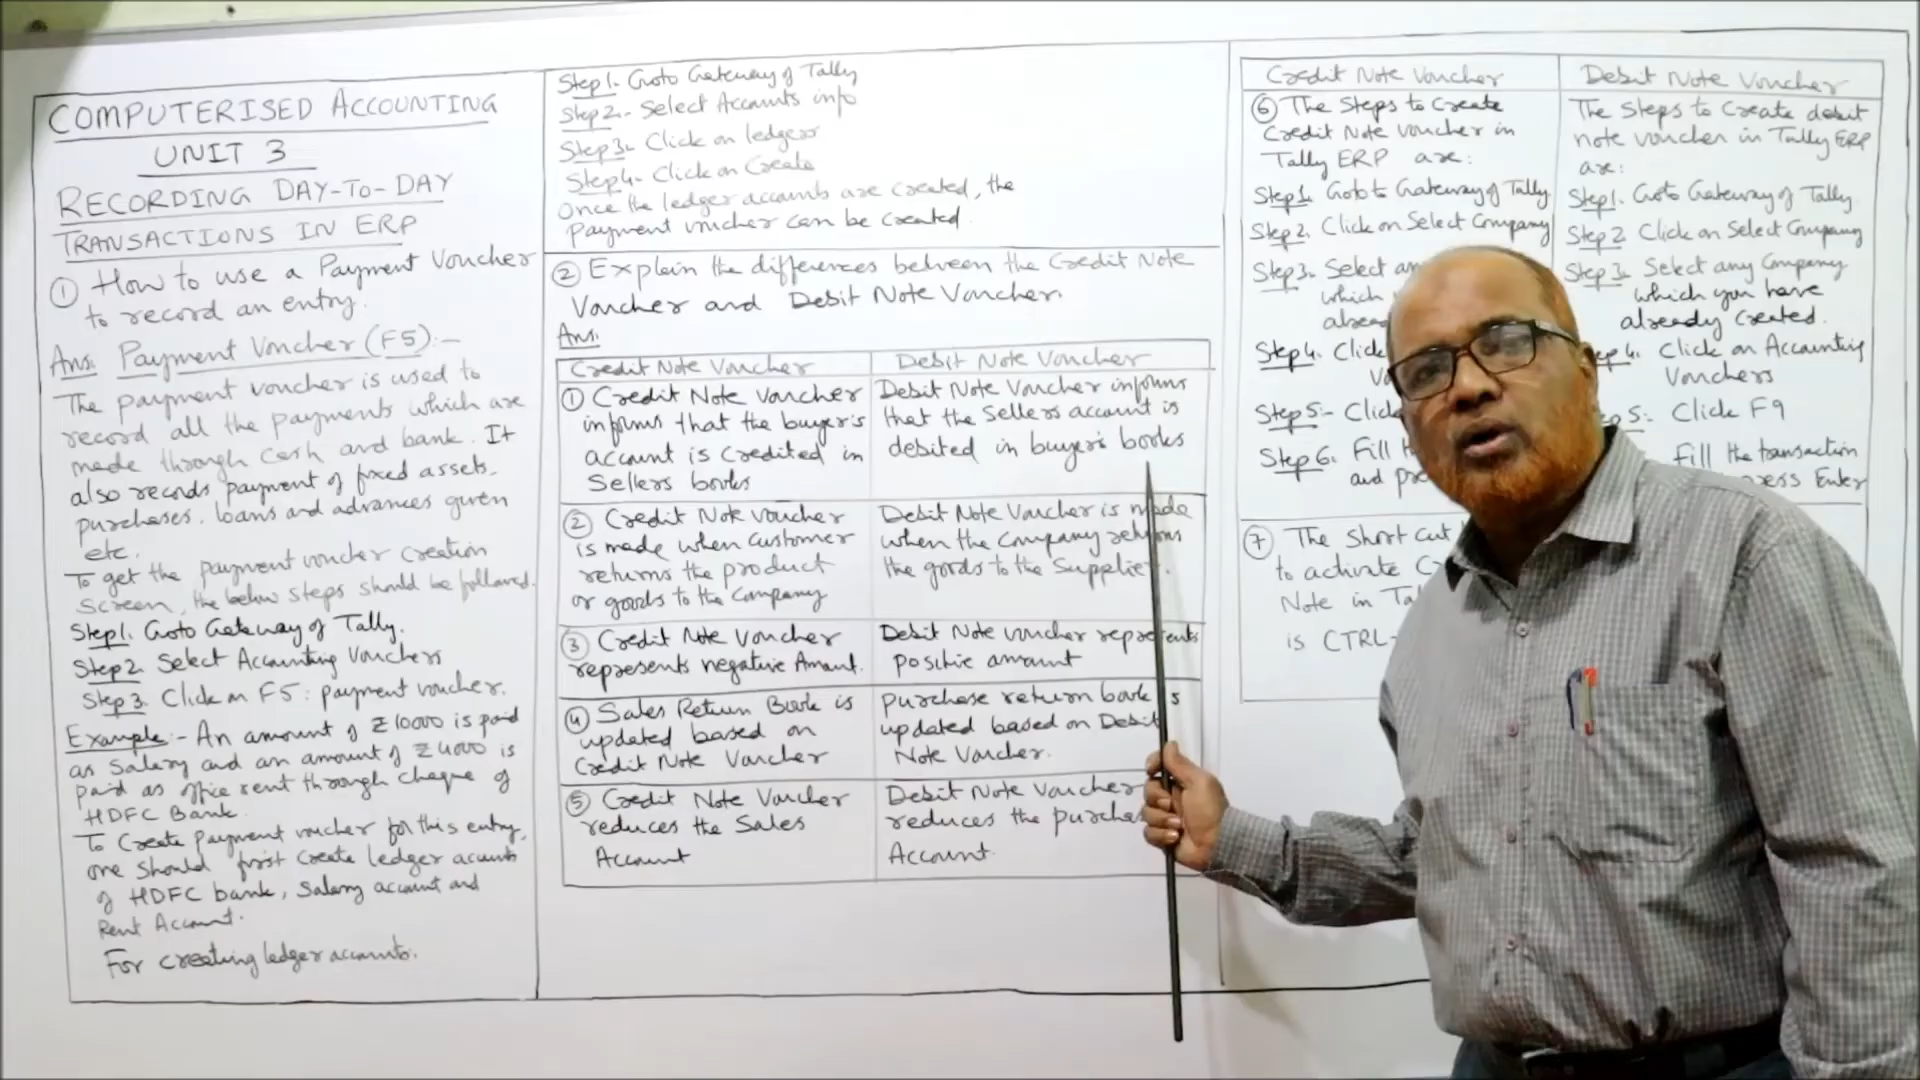 COMPUTERISED ACCOUNTING
UNIT 3
RECORDING DAY-TO-DAY
TRANSACTIONS IN ERP
① How to use a Payment Voucher
to record an entry.
Ans: Payment Voucher (F5):-
The payment voucher is used to
record all the payments which are
made through cash and bank. It
also records payment of fixed assets
purchases. loans and advances given
etc.
To get the payment voucher creation
screen, the below steps should be followed.
Step1. Goto Gateway of Tally.
Step2. Select Accounting Vouchers
Step 3. Click on F5: payment voucher.
Example:- An amount of ₹10000 is paid
as Salary and an amount of ₹4000 is
paid as office rent through cheque of
HDFC Bank.
To Create payment voucher for this entry,
one should first create ledger accounts
of HDFC bank, Salary account and
Rent Account.
For creating ledger accounts.
Step1. Goto Gateway of Tally
Step2.- Select Accounts info
Step3. Click on ledgers
Step4. Click on Create
Once the ledger accounts are created, the
Payment voucher can be created.
② Explain the differences between the Credit Note
Voucher and Debit Note Voucher.
Ans:
Credit Note Voucher
① Credit Note Voucher
informs that the buyer's
account is credited in
Sellers books
② Credit Note Voucher
is made when customer
returns the product
or goods to the Company
③ Credit Note Voucher
represents negative Amount.
④ Sales Return Book is
updated based on
Credit Note Voucher
⑤ Credit Note Voucher
reduces the Sales
Account
Debit Note Voucher
Debit Note Voucher informs
that the Sellers account is
debited in buyer's books
Debit Note Voucher is made
when the Company returns
the goods to the Supplier.
Debit Note voucher represents
positive amount
purchase return book is
updated based on Debit
Note Voucher.
Debit Note Voucher
reduces the purchas
Account.
Credit Note Voucher
⑥ The Steps to Create
Credit Note Voucher in
Tally ERP are:
Step1. Goto Gateway of Tally
Step2. Click on Select Company
Step3. Select an
which
alrea
Step4. Click
Vo
Step5:- Click
Step6. Fill
and pre
⑦ The Short cut
to activate C
Note in Ta
is CTRL-
Debit Note Voucher
The Steps to Create debit
note voucher in Tally ERP
are:
Step1. Goto Gateway of Tally
Step2 Click on Select Company
Step3. Select any Company
which you have
already Created.
ep4. Click on Accounting
Vouchers
5: Click F9
Fill the transaction
ress Enter